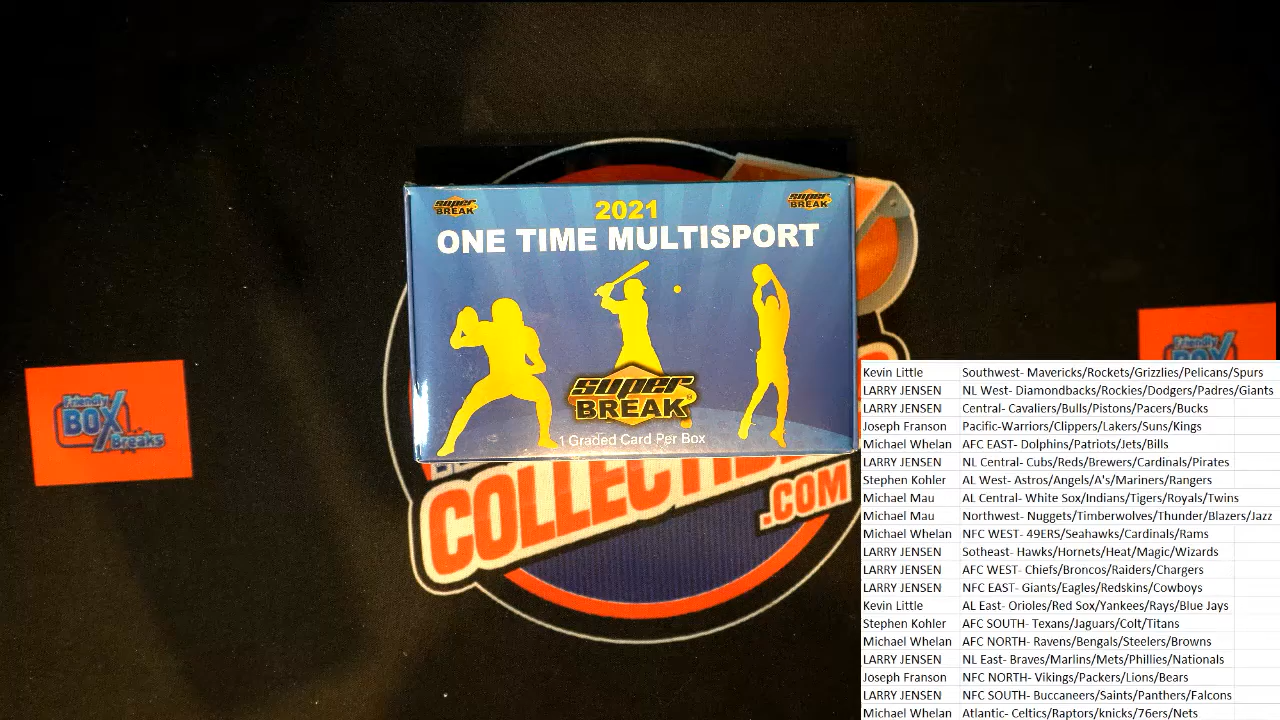 super
BREAK
super
BREAK
2021
ONE TIME MULTISPORT
super
BREAK
1 Graded Card Per Box
COLLECTIBLES
.COM
Friendly
BOX
Breaks
Friendly
BOX
Kevin Little Southwest- Mavericks/Rockets/Grizzlies/Pelicans/Spurs
LARRY JENSEN NL West- Diamondbacks/Rockies/Dodgers/Padres/Giants
LARRY JENSEN Central- Cavaliers/Bulls/Pistons/Pacers/Bucks
Joseph Franson Pacific-Warriors/Clippers/Lakers/Suns/Kings
Michael Whelan AFC EAST- Dolphins/Patriots/Jets/Bills
LARRY JENSEN NL Central- Cubs/Reds/Brewers/Cardinals/Pirates
Stephen Kohler AL West- Astros/Angels/A's/Mariners/Rangers
Michael Mau AL Central- White Sox/Indians/Tigers/Royals/Twins
Michael Mau Northwest- Nuggets/Timberwolves/Thunder/Blazers/Jazz
Michael Whelan NFC WEST- 49ERS/Seahawks/Cardinals/Rams
LARRY JENSEN Sotheast- Hawks/Hornets/Heat/Magic/Wizards
LARRY JENSEN AFC WEST- Chiefs/Broncos/Raiders/Chargers
LARRY JENSEN NFC EAST- Giants/Eagles/Redskins/Cowboys
Kevin Little AL East- Orioles/Red Sox/Yankees/Rays/Blue Jays
Stephen Kohler AFC SOUTH- Texans/Jaguars/Colt/Titans
Michael Whelan AFC NORTH- Ravens/Bengals/Steelers/Browns
LARRY JENSEN NL East- Braves/Marlins/Mets/Phillies/Nationals
Joseph Franson NFC NORTH- Vikings/Packers/Lions/Bears
LARRY JENSEN NFC SOUTH- Buccaneers/Saints/Panthers/Falcons
Michael Whelan Atlantic- Celtics/Raptors/knicks/76ers/Nets